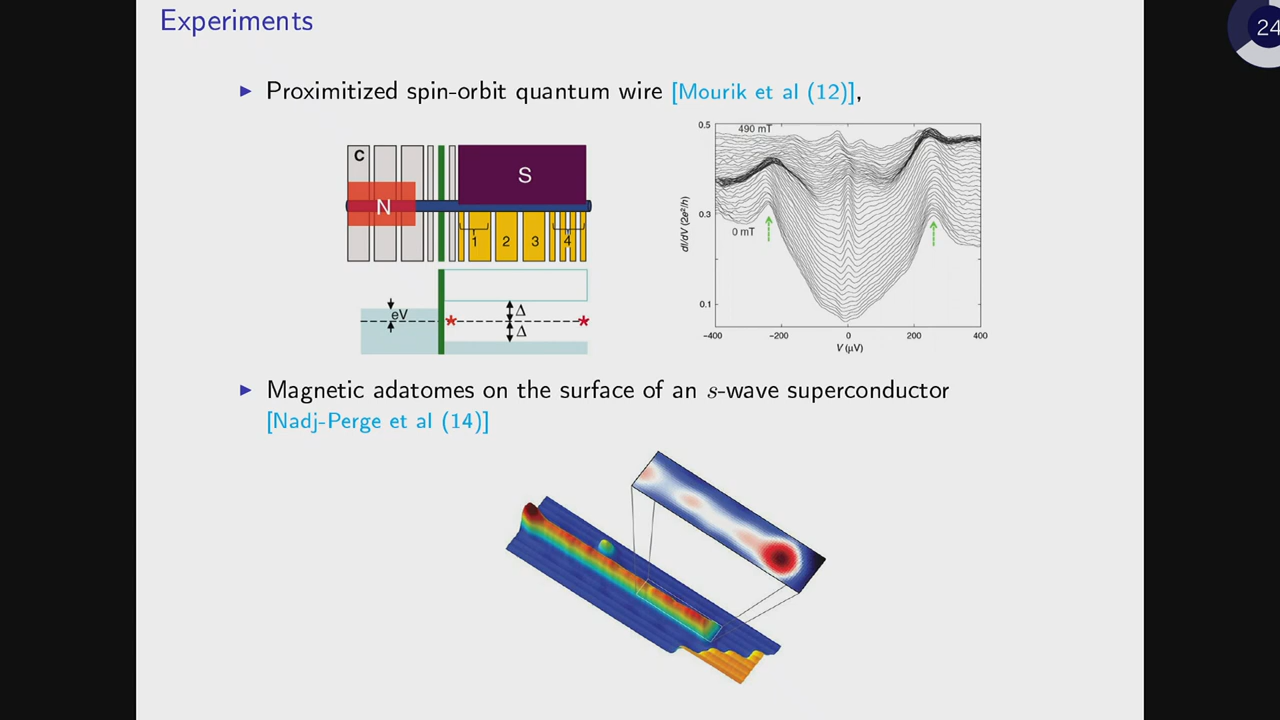 Experiments
24
▶ Proximitized spin-orbit quantum wire [Mourik et al (12)],
C
N
S
1 2 3 4
eV
Δ
Δ
* *
0.5
490 mT
0.3
0 mT
0.1
dI/dV (2e²/h)
−400 −200 0 200 400
V (μV)
▶ Magnetic adatomes on the surface of an s-wave superconductor
[Nadj-Perge et al (14)]